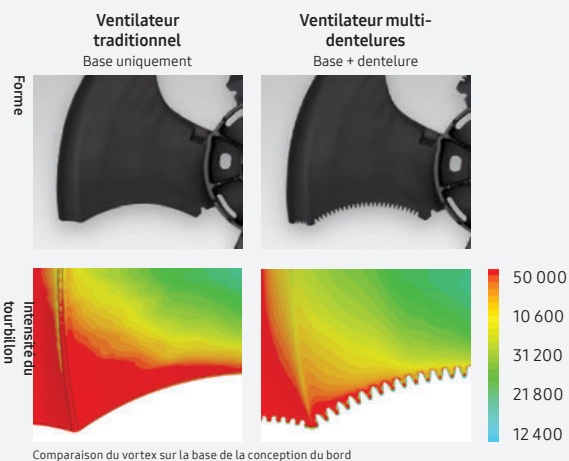 Ventilateur
traditionnel
Base uniquement
Ventilateur multi-
dentelures
Base + dentelure
Forme
Intensité du
tourbillon
50 000
10 600
31 200
21 800
12 400
Comparaison du vortex sur la base de la conception du bord